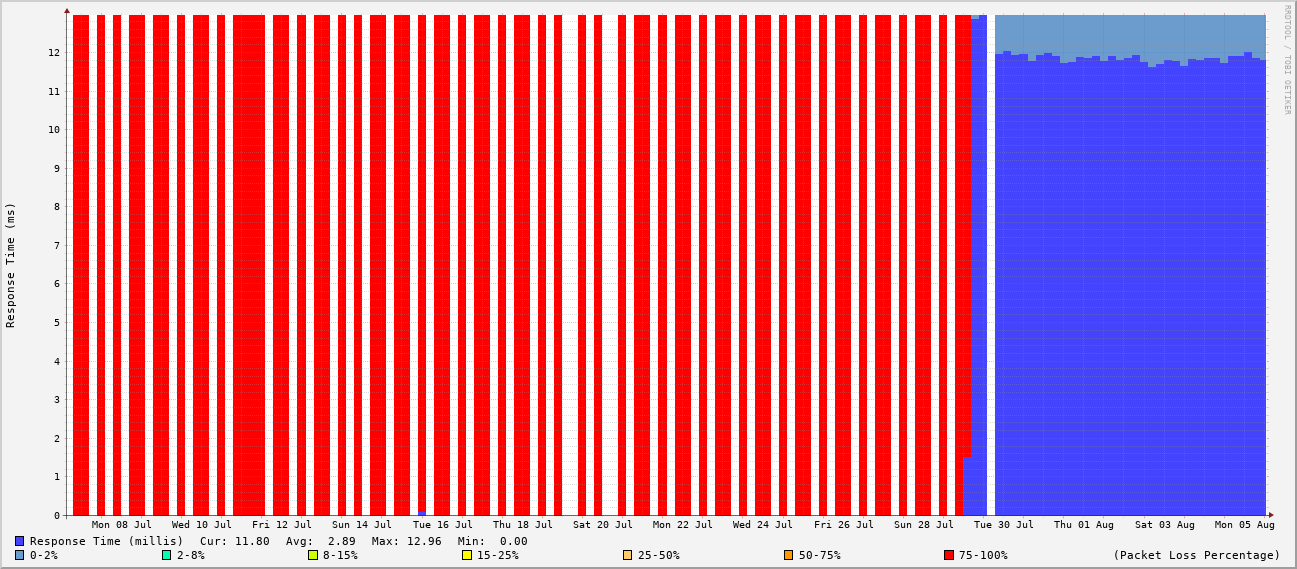 RRDTOOL / TOBI OETIKER
Response Time (ms)
12
11
10
9
8
7
6
5
4
3
2
1
0
Mon 08 Jul Wed 10 Jul Fri 12 Jul Sun 14 Jul Tue 16 Jul Thu 18 Jul Sat 20 Jul Mon 22 Jul Wed 24 Jul Fri 26 Jul Sun 28 Jul Tue 30 Jul Thu 01 Aug Sat 03 Aug Mon 05 Aug
Response Time (millis) Cur: 11.80 Avg: 2.89 Max: 12.96 Min: 0.00
0-2% 2-8% 8-15% 15-25% 25-50% 50-75% 75-100% (Packet Loss Percentage)